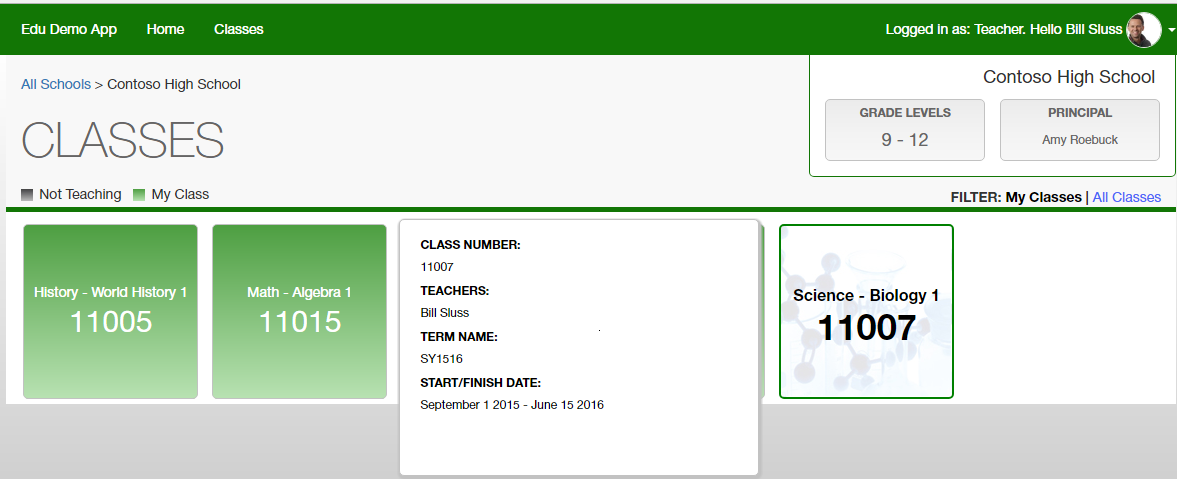 Edu Demo App Home Classes Logged in as: Teacher. Hello Bill Sluss
All Schools > Contoso High School
Contoso High School
GRADE LEVELS
9 - 12
PRINCIPAL
Amy Roebuck
CLASSES
Not Teaching My Class
FILTER: My Classes | All Classes
History - World History 1
11005
Math - Algebra 1
11015
CLASS NUMBER:
11007
TEACHERS:
Bill Sluss
TERM NAME:
SY1516
START/FINISH DATE:
September 1 2015 - June 15 2016
Science - Biology 1
11007